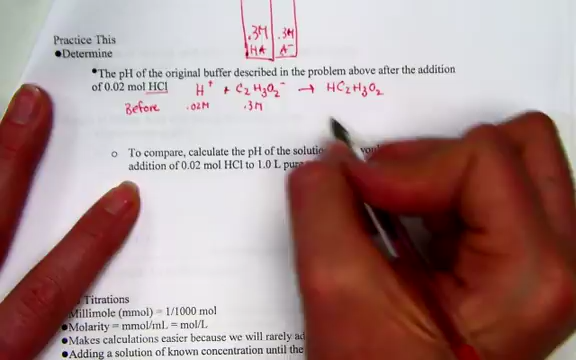 .3M .3M
HA A⁻
Practice This
●Determine
•The pH of the original buffer described in the problem above after the addition
of 0.02 mol HCl H⁺ + C₂H₃O₂⁻ → HC₂H₃O₂
Before .02M .3M
o To compare, calculate the pH of the
addition of 0.02 mol HCl to 1.0 L
Titrations
Millimole (mmol) = 1/1000 mol
●Molarity = mmol/mL = mol/L
●Makes calculations easier because we will rarely
●Adding a solution of known concentration until the